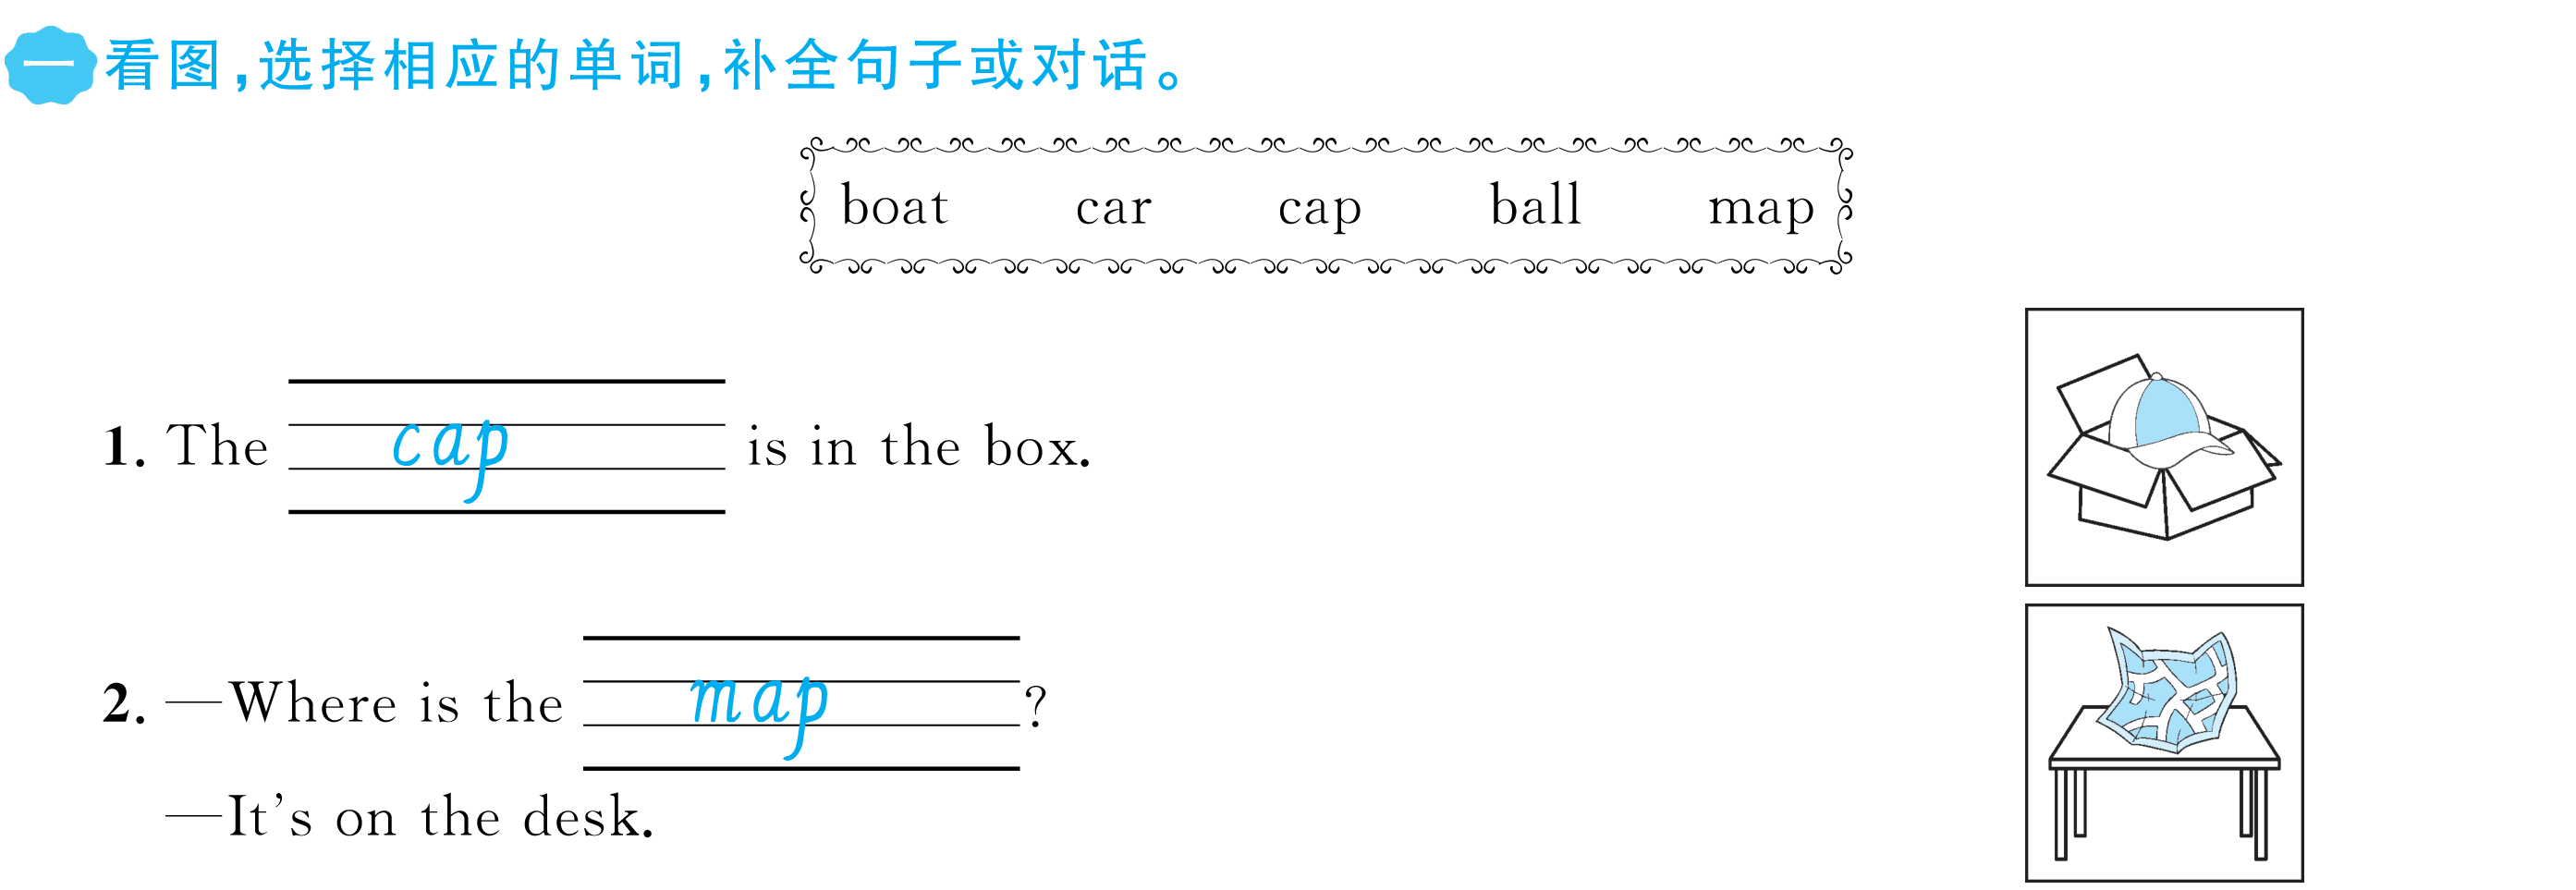 一 看图,选择相应的单词,补全句子或对话。
boat car cap ball map
1. The cap is in the box.
2. —Where is the map?
—It's on the desk.